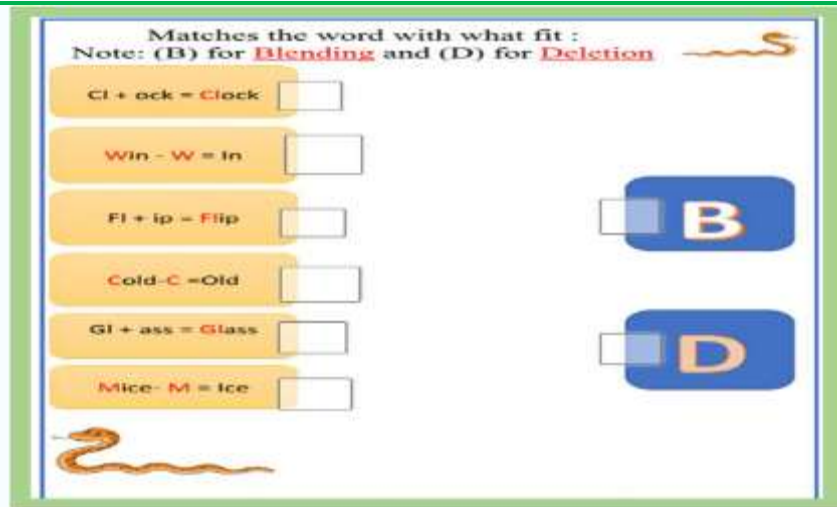 Matches the word with what fit :
Note: (B) for Blending and (D) for Deletion
Cl + ock = Clock
Win - W = In
Fl + ip = Flip
Cold-C =Old
Gl + ass = Glass
Mice- M = Ice
B
D